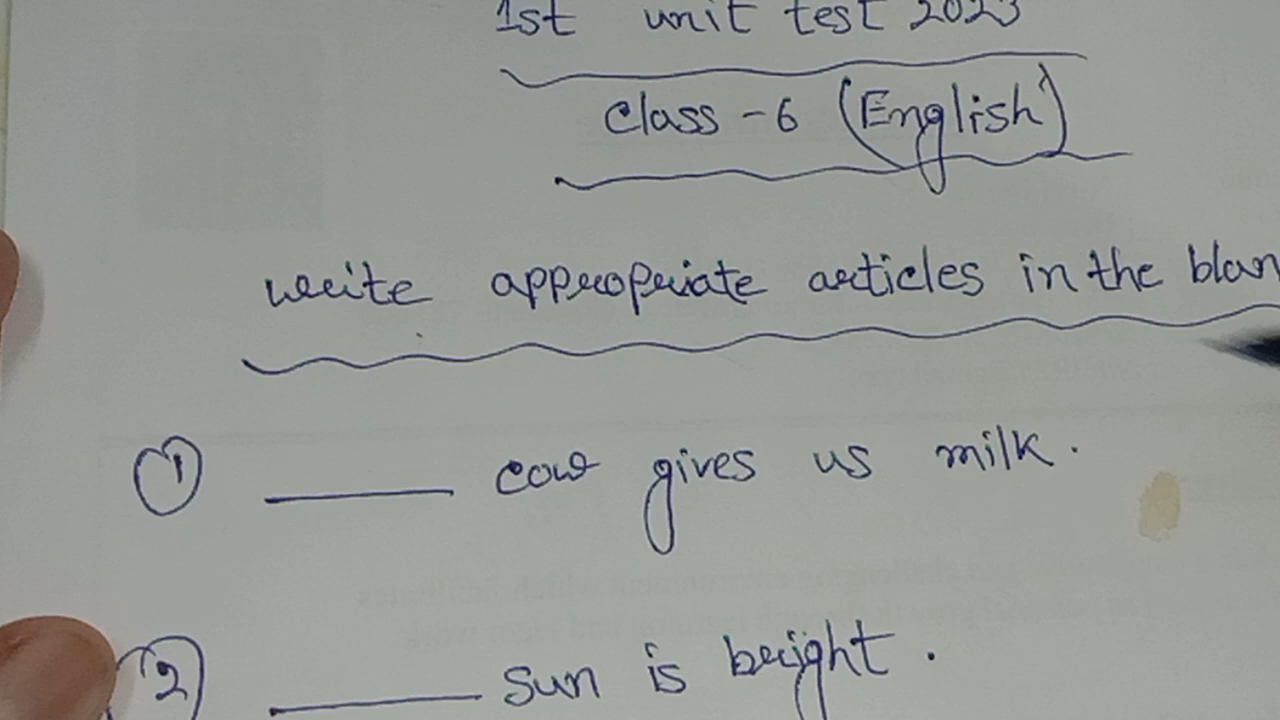 1st unit test 2023
Class - 6 (English)
write appropriate articles in the blan
① ______ cow gives us milk.
② ______ sun is bright.